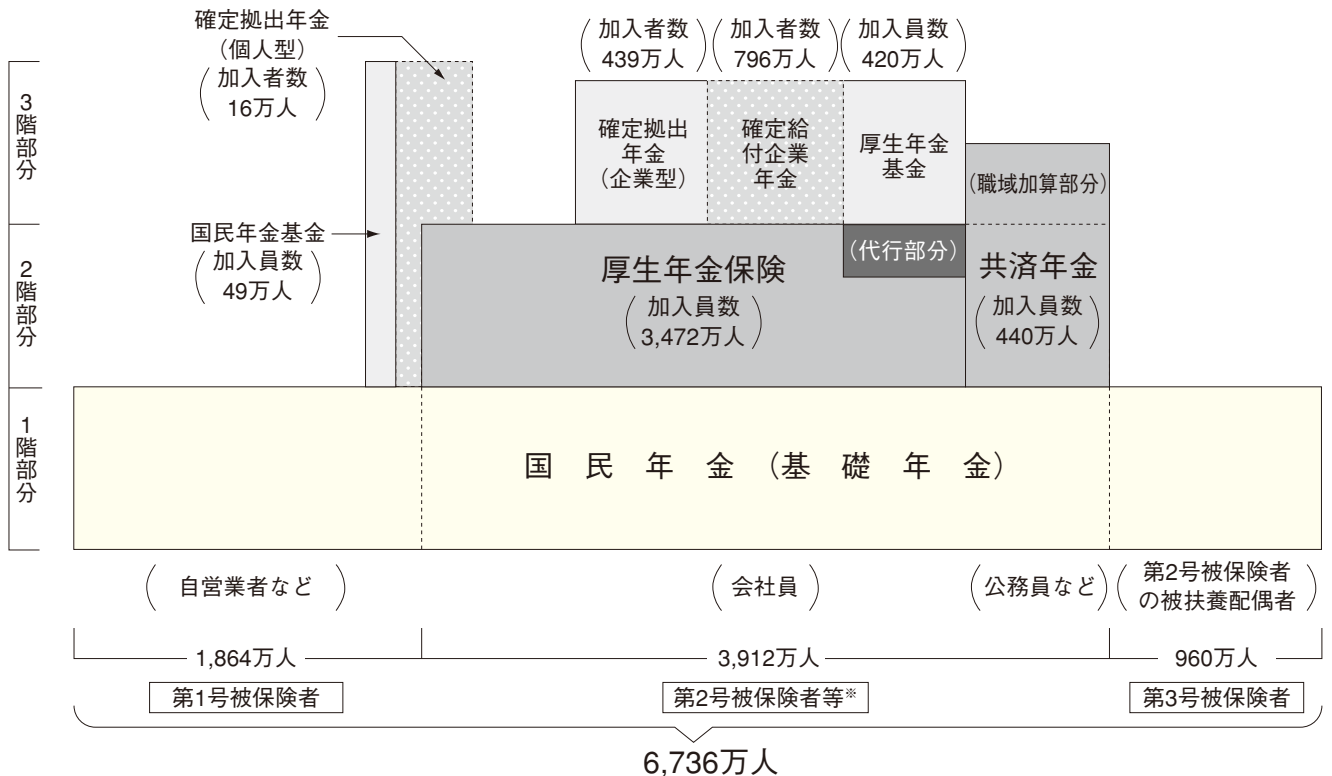 確定拠出年金
（個人型）
（加入者数
16万人）
（加入者数
439万人）
（加入者数
796万人）
（加入員数
420万人）
3階部分
確定拠出
年金
（企業型）
確定給
付企業
年金
厚生年金
基金
（職域加算部分）
国民年金基金
（加入員数
49万人）
2階部分
厚生年金保険
（加入員数
3,472万人）
（代行部分）
共済年金
（加入員数
440万人）
1階部分
国民年金（基礎年金）
（自営業者など）
（会社員）
（公務員など）
（第2号被保険者
の被扶養配偶者）
1,864万人
3,912万人
960万人
第1号被保険者
第2号被保険者等※
第3号被保険者
6,736万人